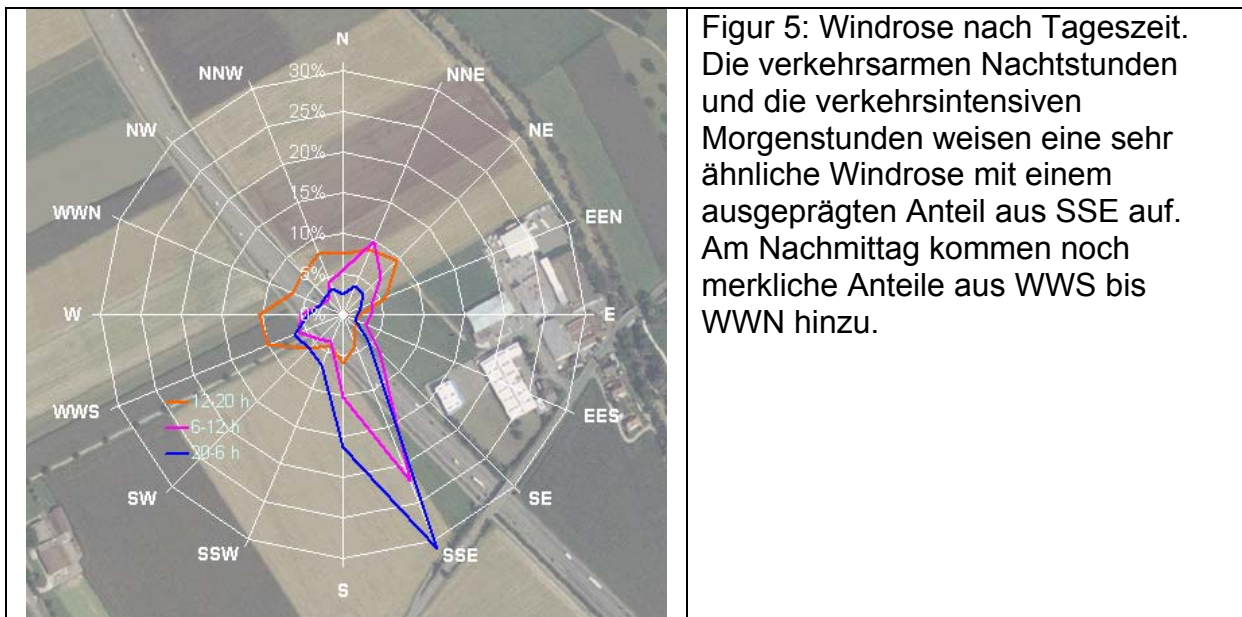 N
NNW
NNE
30%
25%
NW
NE
20%
15%
WWN
EEN
10%
5%
W
0%
E
WWS
EES
12-20 h
6-12 h
20-6 h
SW
SE
SSW
SSE
S
Figur 5: Windrose nach Tageszeit.
Die verkehrsarmen Nachtstunden
und die verkehrsintensiven
Morgenstunden weisen eine sehr
ähnliche Windrose mit einem
ausgeprägten Anteil aus SSE auf.
Am Nachmittag kommen noch
merkliche Anteile aus WWS bis
WWN hinzu.